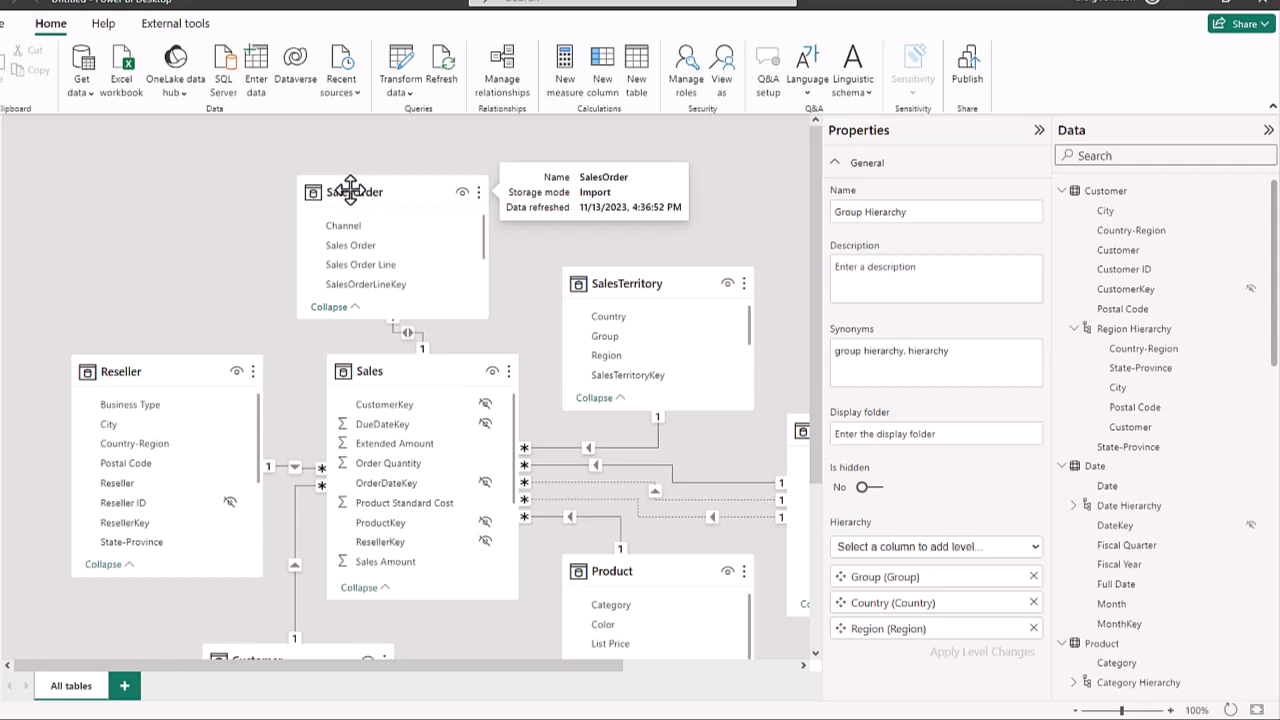 Home
Help
External tools
Share
Cut
Copy
Get data
Excel workbook
OneLake data hub
SQL Server
Enter data
Dataverse
Recent sources
Transform data
Refresh
Manage relationships
New measure
New column
New table
Manage roles
View as
Q&A setup
Language
Linguistic schema
Sensitivity
Publish
Data
Queries
Relationships
Calculations
Security
Q&A
Sensitivity
Share
Channel
Sales Order
Sales Order Line
SalesOrderLineKey
Collapse
Name SalesOrder
Storage mode Import
Data refreshed 11/13/2023, 4:36:52 PM
SalesTerritory
Country
Group
Region
SalesTerritoryKey
Collapse
Reseller
Business Type
City
Country-Region
Postal Code
Reseller
Reseller ID
ResellerKey
State-Province
Collapse
Sales
CustomerKey
DueDateKey
Extended Amount
Order Quantity
OrderDateKey
Product Standard Cost
ProductKey
ResellerKey
Sales Amount
Collapse
1
1
1
1
1
1
1
1
1
1
Product
Category
Color
List Price
All tables
Properties
General
Name
Group Hierarchy
Description
Enter a description
Synonyms
group hierarchy, hierarchy
Display folder
Enter the display folder
Is hidden
No
Hierarchy
Select a column to add level...
Group (Group)
Country (Country)
Region (Region)
Apply Level Changes
Data
Search
Customer
City
Country-Region
Customer
Customer ID
CustomerKey
Postal Code
Region Hierarchy
Country-Region
State-Province
City
Postal Code
Customer
State-Province
Date
Date
Date Hierarchy
DateKey
Fiscal Quarter
Fiscal Year
Full Date
Month
MonthKey
Product
Category
Category Hierarchy
100%